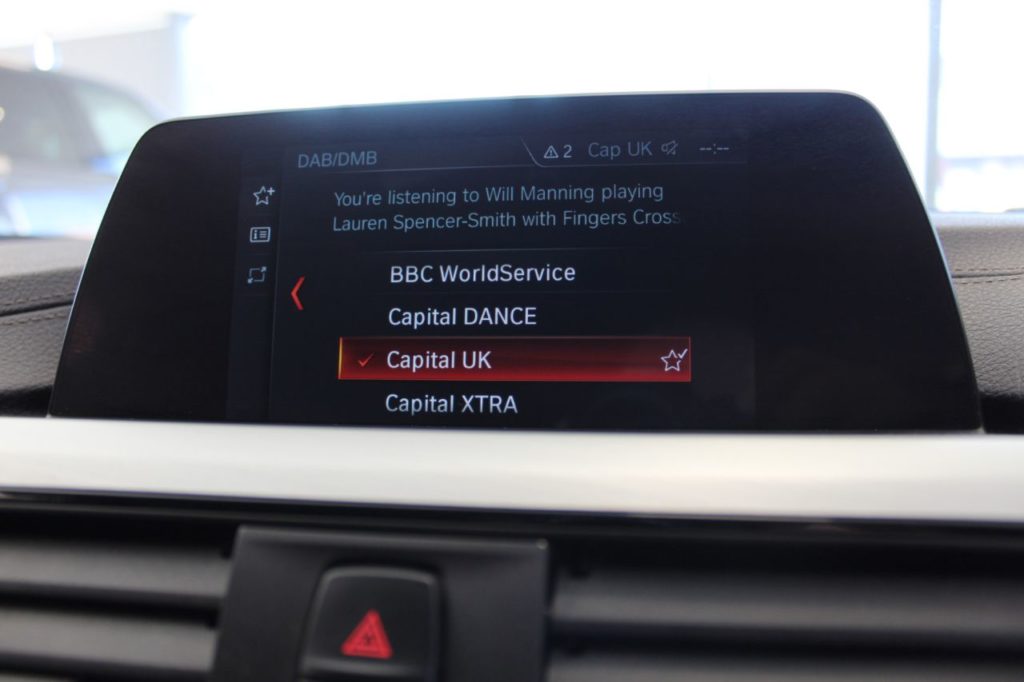 DAB/DMB
2 Cap UK --:--
You're listening to Will Manning playing
Lauren Spencer-Smith with Fingers Cross
BBC WorldService
Capital DANCE
Capital UK
Capital XTRA